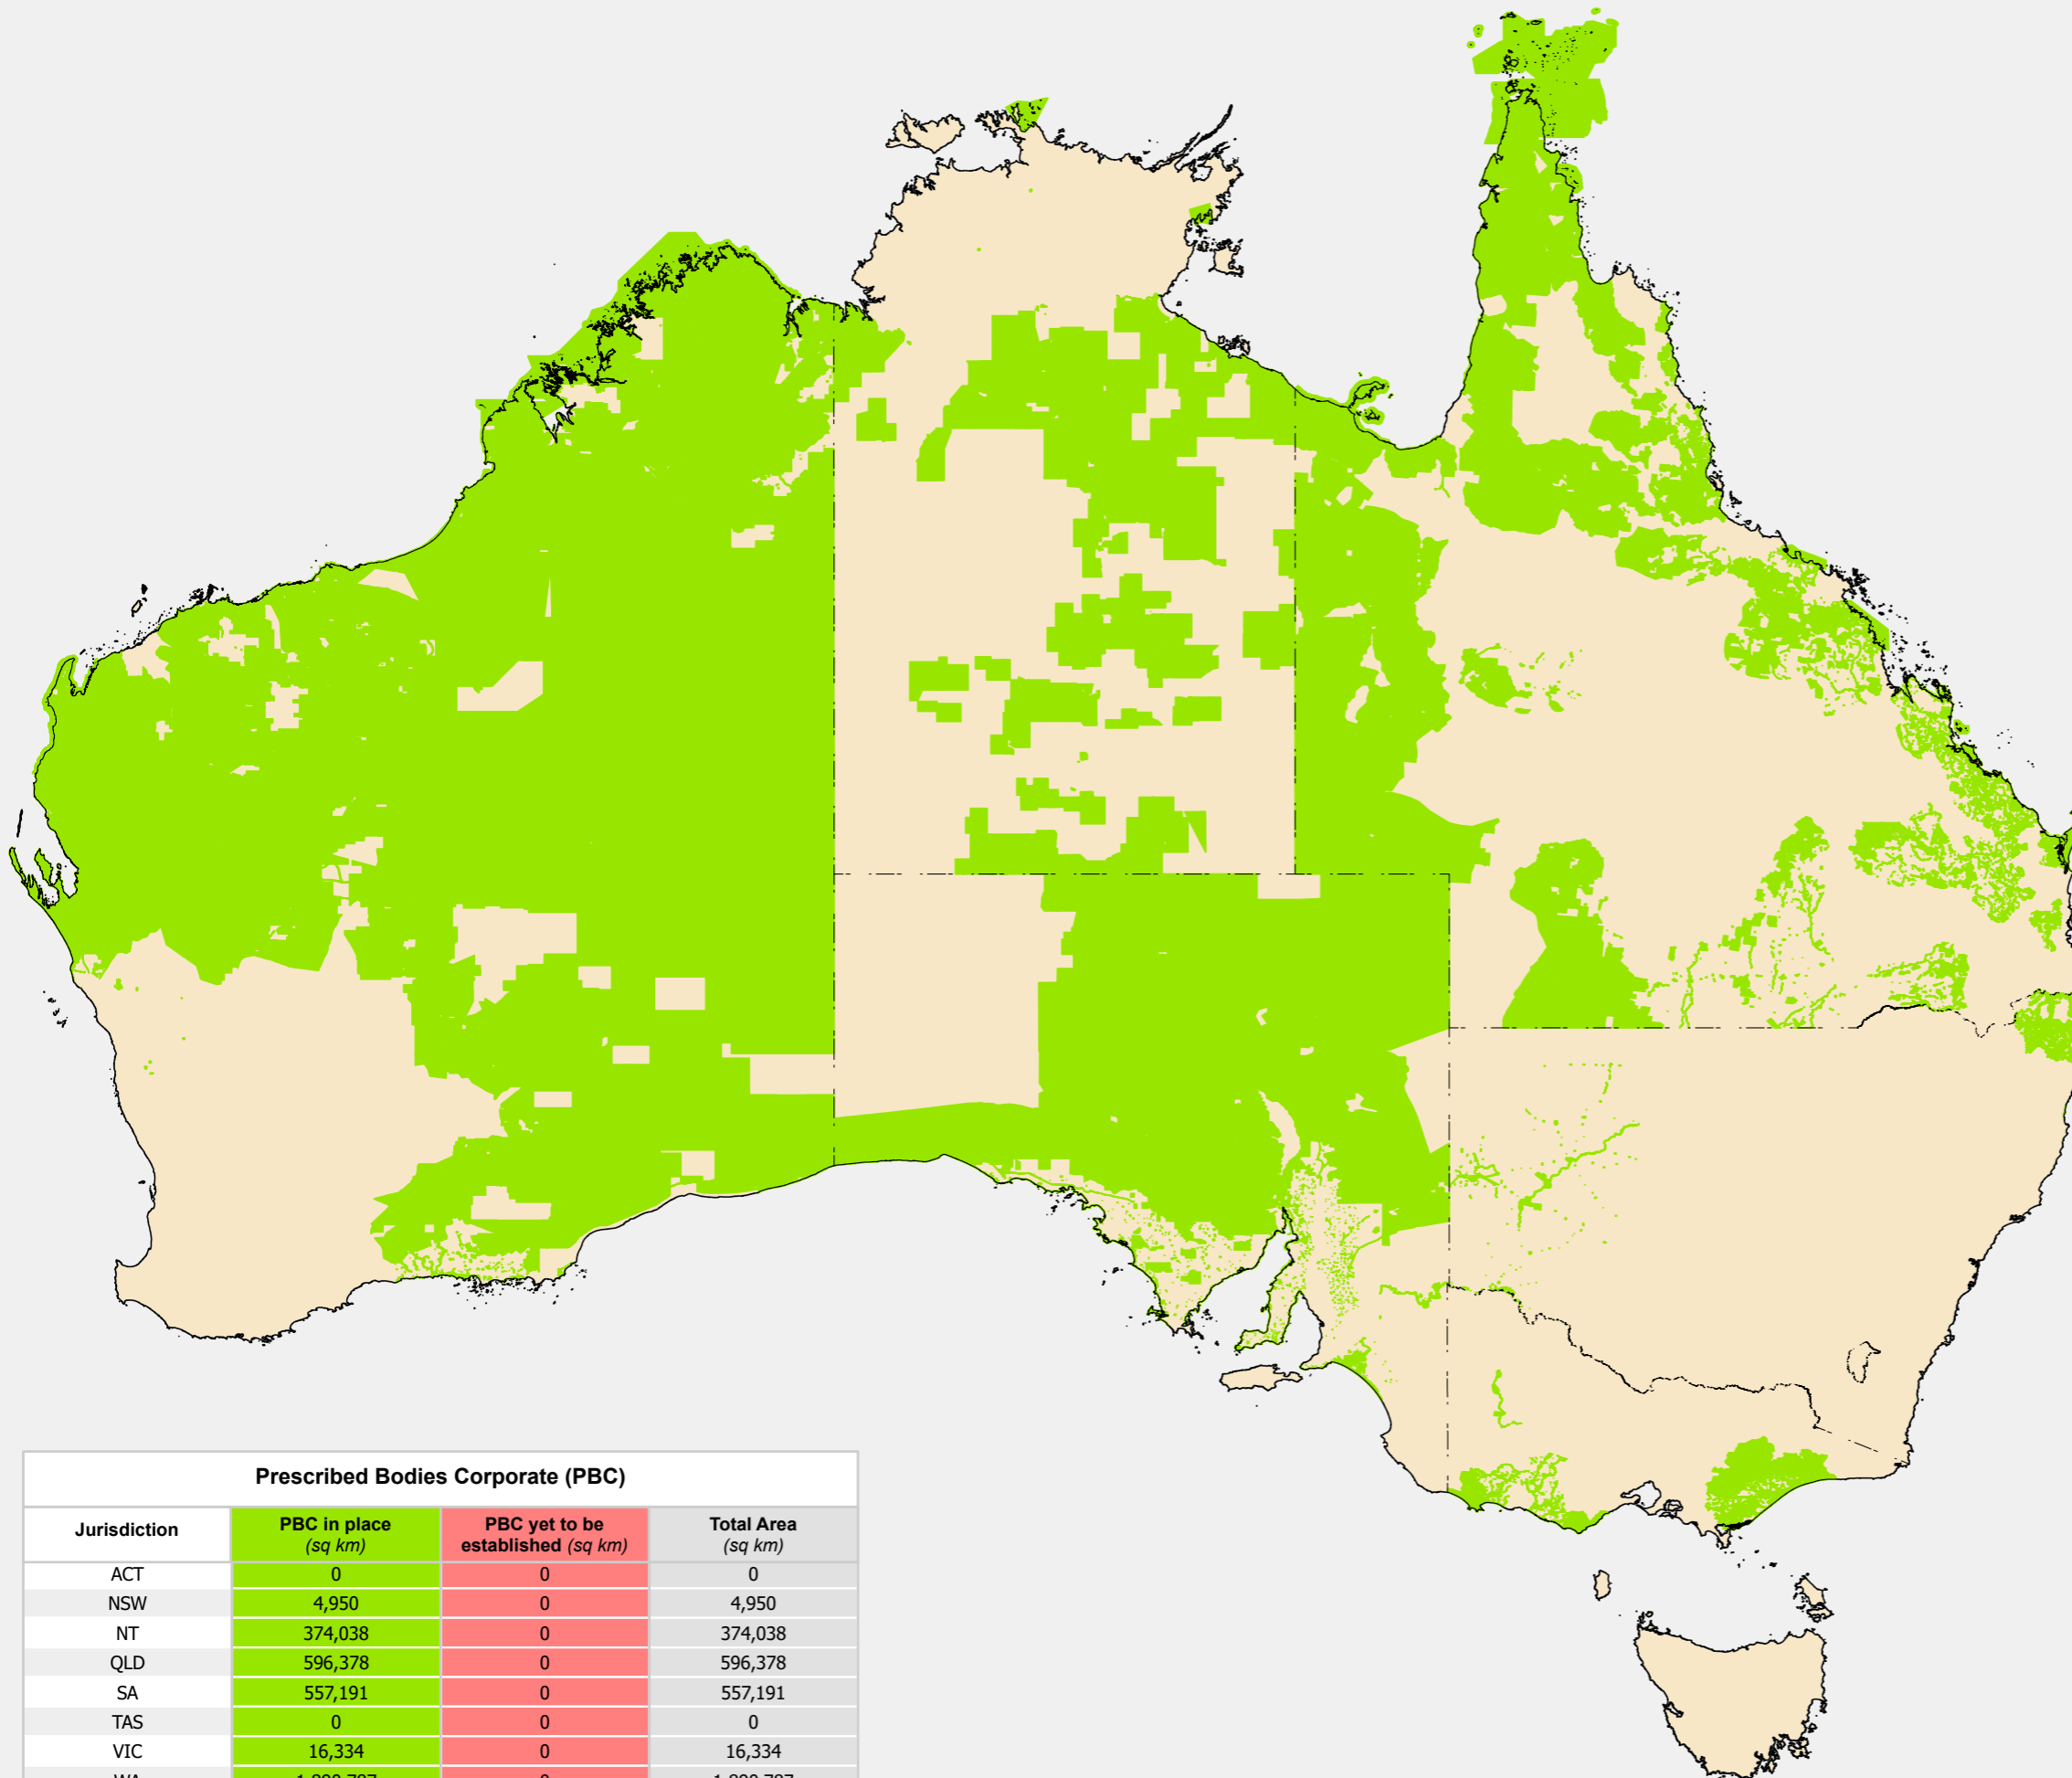 Prescribed Bodies Corporate (PBC)
Jurisdiction PBC in place (sq km) PBC yet to be established (sq km) Total Area (sq km)
ACT 0 0 0
NSW 4,950 0 4,950
NT 374,038 0 374,038
QLD 596,378 0 596,378
SA 557,191 0 557,191
TAS 0 0 0
VIC 16,334 0 16,334
WA